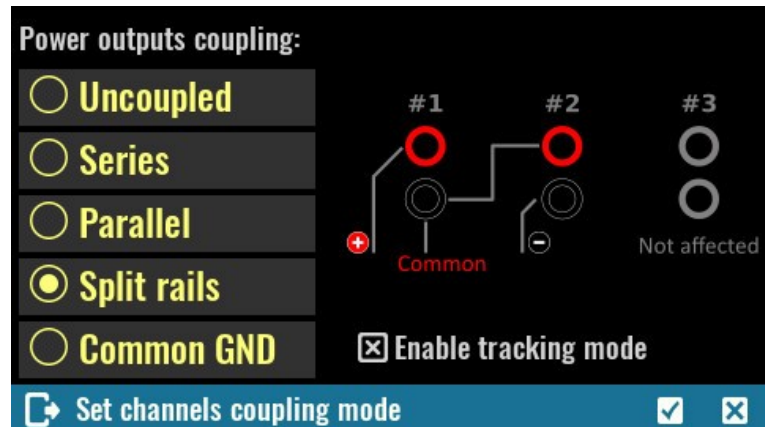 Power outputs coupling:
Uncoupled
Series
Parallel
Split rails
Common GND
#1 #2 #3
+
Common
-
Not affected
Enable tracking mode
Set channels coupling mode